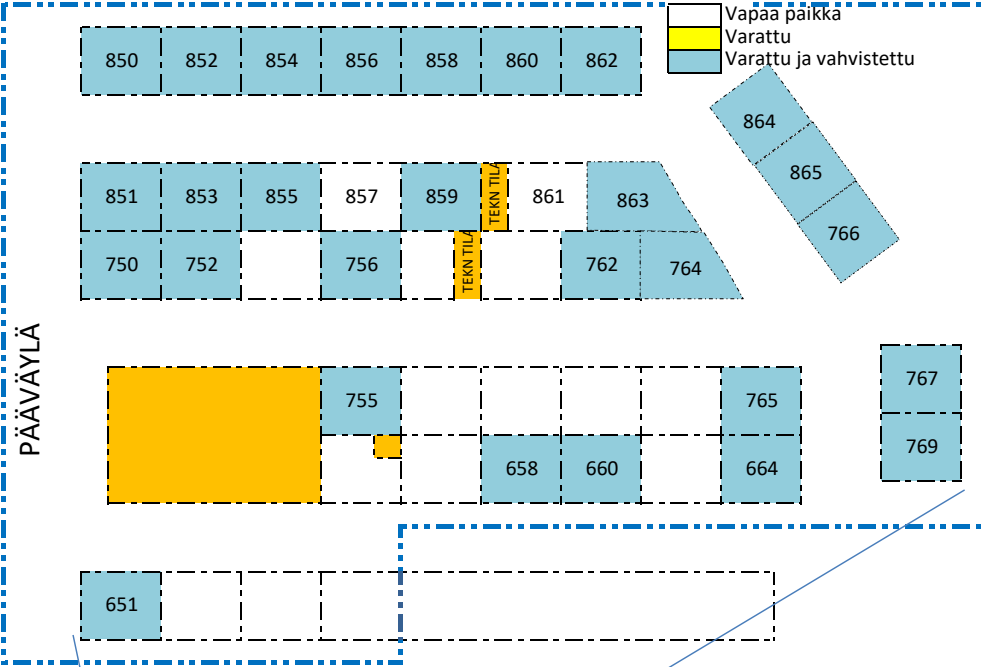 Vapaa paikka
Varattu
Varattu ja vahvistettu
850 852 854 856 858 860 862
864
865
766
851 853 855 857 859 TEKN TILA 861 863
750 752 756 TEKN TILA 762 764
PÄÄVÄYLÄ
755 765 767
658 660 664 769
651